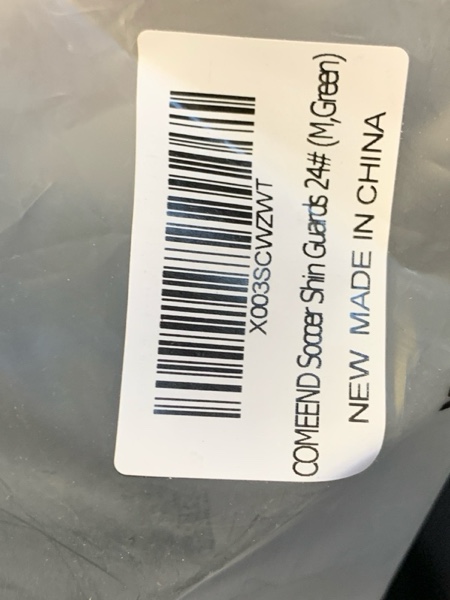 X003SCWZWT
COMEEND Soccer Shin Guards 24# (M,Green)
NEW MADE IN CHINA